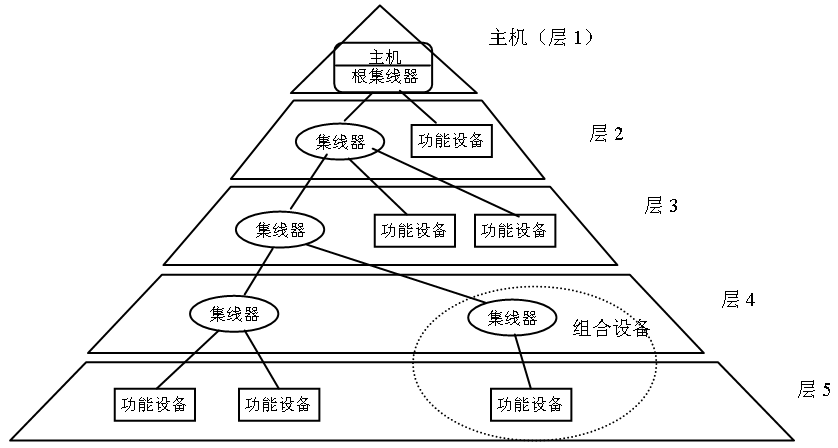 主机（层 1）
主机
根集线器
集线器
功能设备
层 2
集线器
功能设备
功能设备
层 3
集线器
集线器
组合设备
层 4
功能设备
功能设备
功能设备
层 5